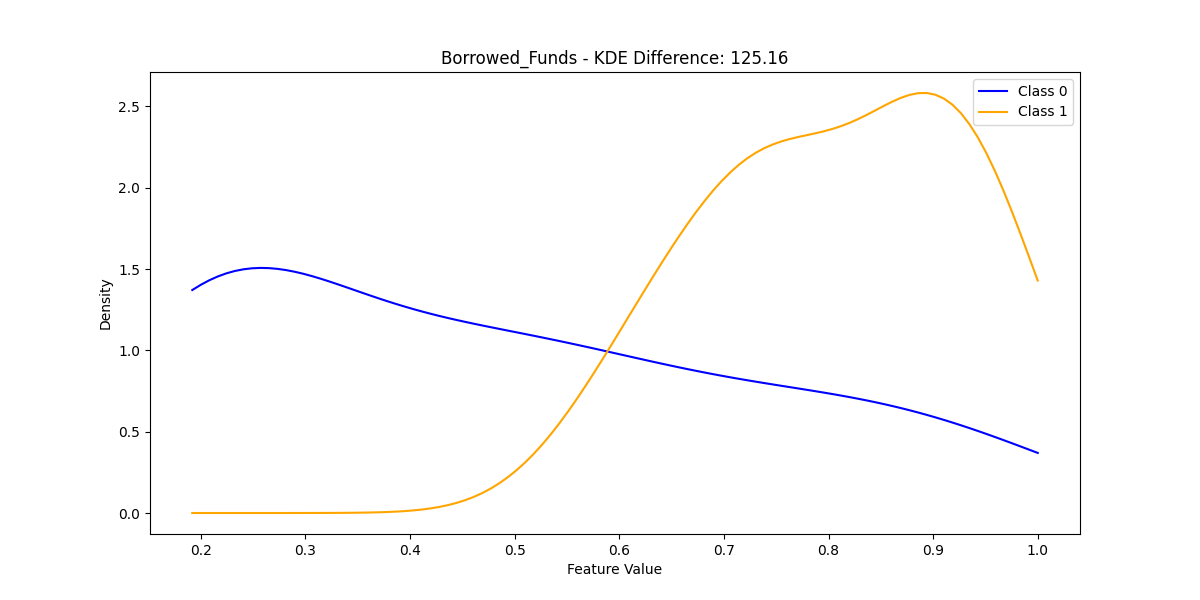 Borrowed_Funds - KDE Difference: 125.16
Class 0
Class 1
Density
2.5
2.0
1.5
1.0
0.5
0.0
0.2 0.3 0.4 0.5 0.6 0.7 0.8 0.9 1.0
Feature Value